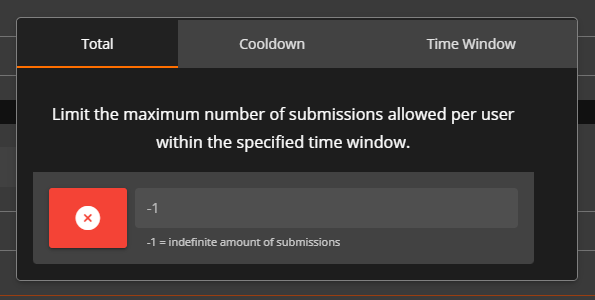 Total Cooldown Time Window
Limit the maximum number of submissions allowed per user
within the specified time window.
-1
-1 = indefinite amount of submissions